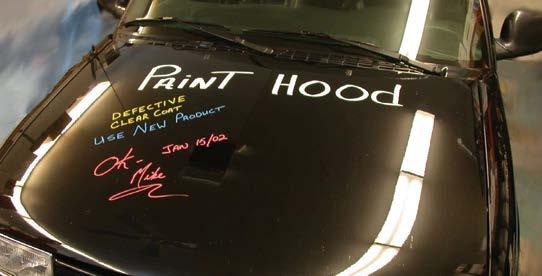 PAINT HOOD
DEFECTIVE
CLEAR COAT
USE NEW PRODUCT
OK- JAN 15/02
Mike